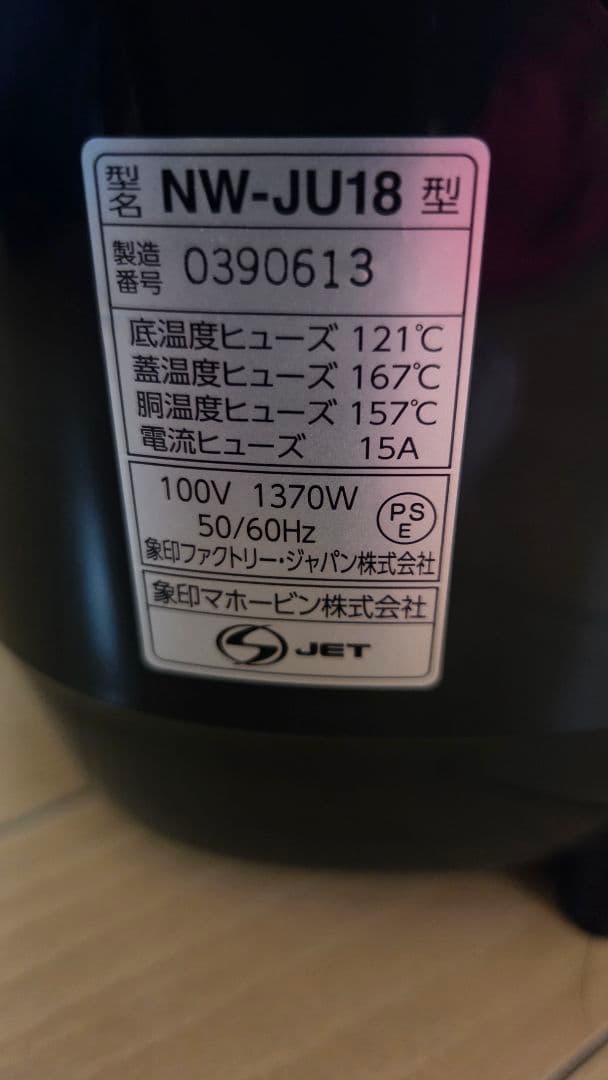 型名 NW-JU18 型
製造番号 0390613
底温度ヒューズ 121℃
蓋温度ヒューズ 167℃
胴温度ヒューズ 157℃
電流ヒューズ 15A
100V 1370W
50/60Hz
PSE
象印ファクトリー・ジャパン株式会社
象印マホービン株式会社
S JET